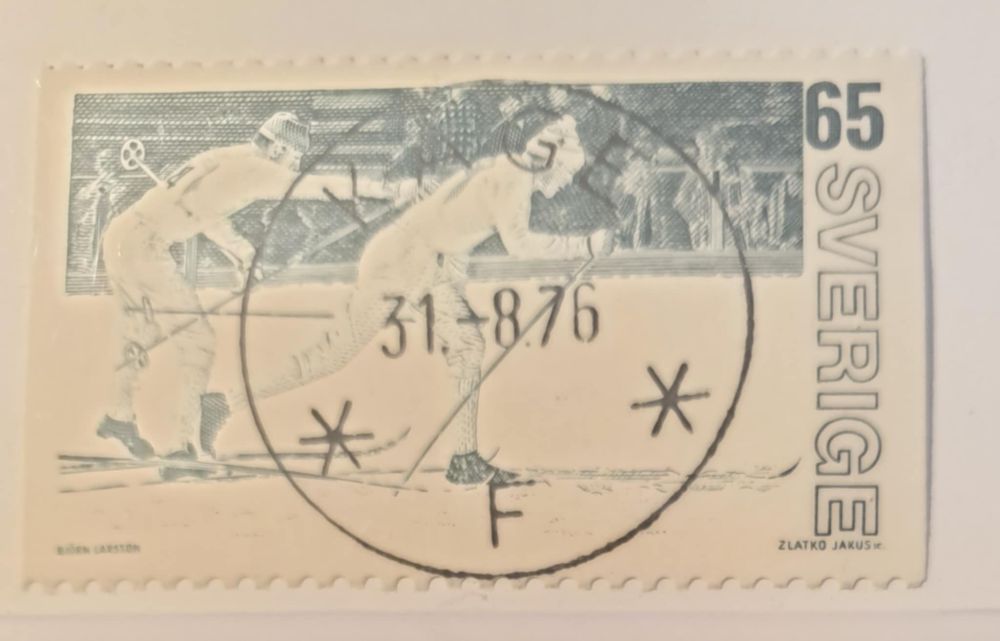 65
SVERIGE
31.-8.76
* *
F
BJÖRN LARSSON
ZLATKO JAKUS sc.